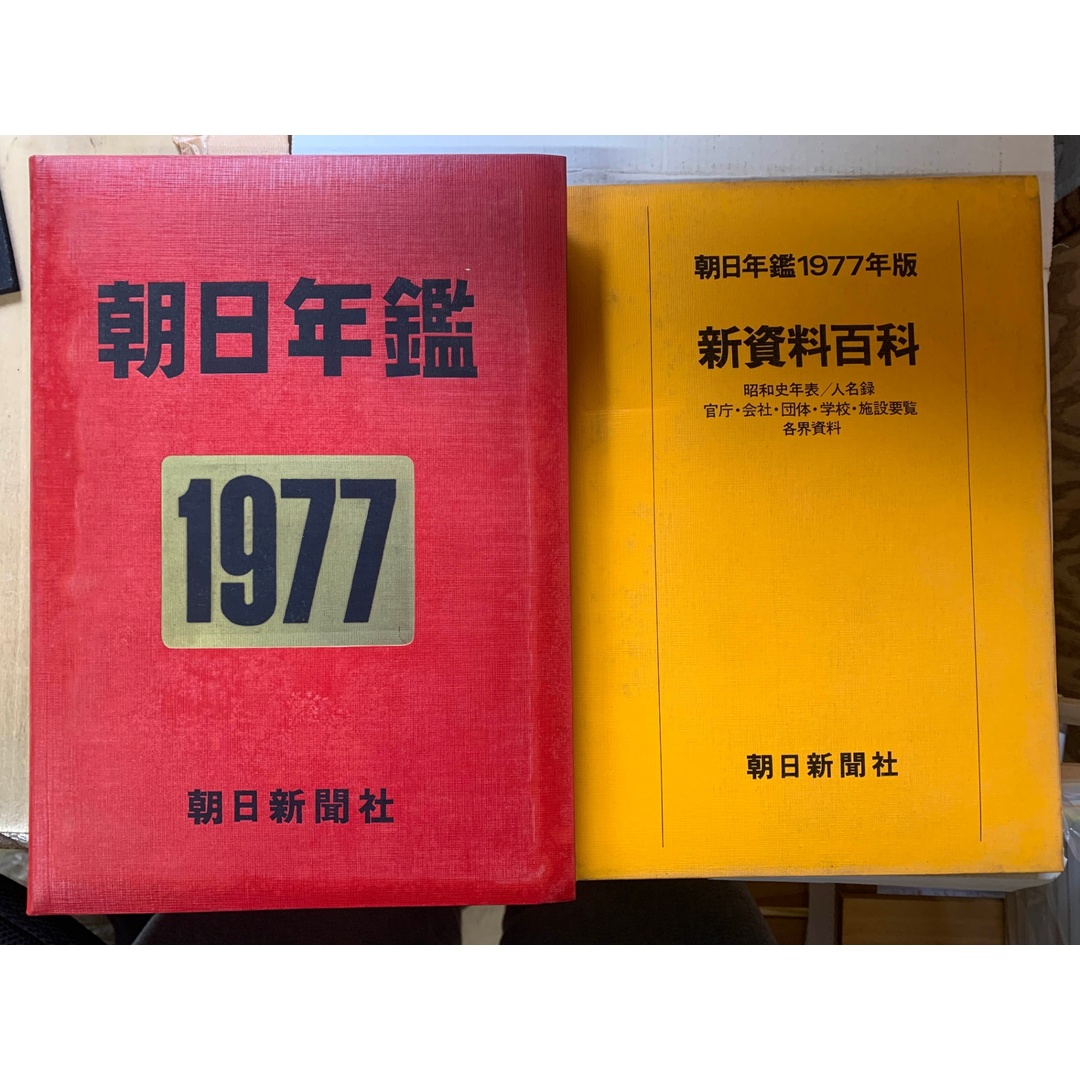 朝日年鑑
1977
朝日新聞社
朝日年鑑1977年版
新資料百科
昭和史年表/人名録
官庁・会社・団体・学校・施設要覧
各界資料
朝日新聞社